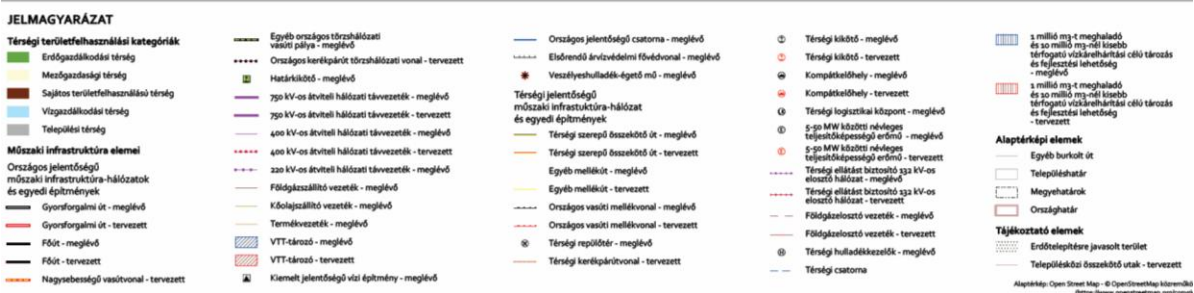 JELMAGYARÁZAT
Térségi területfelhasználási kategóriák
Erdőgazdálkodási térség
Mezőgazdasági térség
Sajátos területfelhasználású térség
Vízgazdálkodási térség
Települési térség
Műszaki infrastruktúra elemei
Országos jelentőségű
műszaki infrastruktúra-hálózatok
és egyedi építmények
Gyorsforgalmi út - meglévő
Gyorsforgalmi út - tervezett
Főút - meglévő
Főút - tervezett
Nagysebességű vasútvonal - tervezett
Egyéb országos törzshálózati
vasúti pálya - meglévő
Országos kerékpárút törzshálózati vonal - tervezett
Határkikötő - meglévő
750 kV-os átviteli hálózati távvezeték - meglévő
750 kV-os átviteli hálózati távvezeték - tervezett
400 kV-os átviteli hálózati távvezeték - meglévő
400 kV-os átviteli hálózati távvezeték - tervezett
220 kV-os átviteli hálózati távvezeték - meglévő
Földgázszállító vezeték - meglévő
Kőolajszállító vezeték - meglévő
Termékvezeték - meglévő
VTT-tározó - meglévő
VTT-tározó - tervezett
Kiemelt jelentőségű vízi építmény - meglévő
Országos jelentőségű csatorna - meglévő
Elsőrendű árvízvédelmi fővédvonal - meglévő
Veszélyeshulladék-égető mű - meglévő
Térségi jelentőségű
műszaki infrastuktúra-hálózat
és egyedi építmények
Térségi szerepű összekötő út - meglévő
Térségi szerepű összekötő út - tervezett
Egyéb mellékút - meglévő
Egyéb mellékút - tervezett
Országos vasúti mellékvonal - meglévő
Országos vasúti mellékvonal - tervezett
Térségi repülőtér - meglévő
Térségi kerékpárútvonal - tervezett
Térségi kikötő - meglévő
Térségi kikötő - tervezett
Kompátkelőhely - meglévő
Kompátkelőhely - tervezett
Térségi logisztikai központ - meglévő
5-50 MW közötti névleges
teljesítőképességű erőmű - meglévő
5-50 MW közötti névleges
teljesítőképességű erőmű - tervezett
Térségi ellátást biztosító 132 kV-os
elosztó hálózat - meglévő
Térségi ellátást biztosító 132 kV-os
elosztó hálózat - tervezett
Földgázelosztó vezeték - meglévő
Földgázelosztó vezeték - tervezett
Térségi hulladékkezelők - meglévő
Térségi csatorna
1 millió m3-t meghaladó
és 10 millió m3-nél kisebb
térfogatú vízkárelhárítási célú tározás
és fejlesztési lehetőség
- meglévő
1 millió m3-t meghaladó
és 10 millió m3-nél kisebb
térfogatú vízkárelhárítási célú tározás
és fejlesztési lehetőség
- tervezett
Alaptérképi elemek
Egyéb burkolt út
Településhatár
Megyehatárok
Országhatár
Tájékoztató elemek
Erdőtelepítésre javasolt terület
Településközi összekötő utak - tervezett
Alaptérkép: Open Street Map - © OpenStreetMap közreműkö